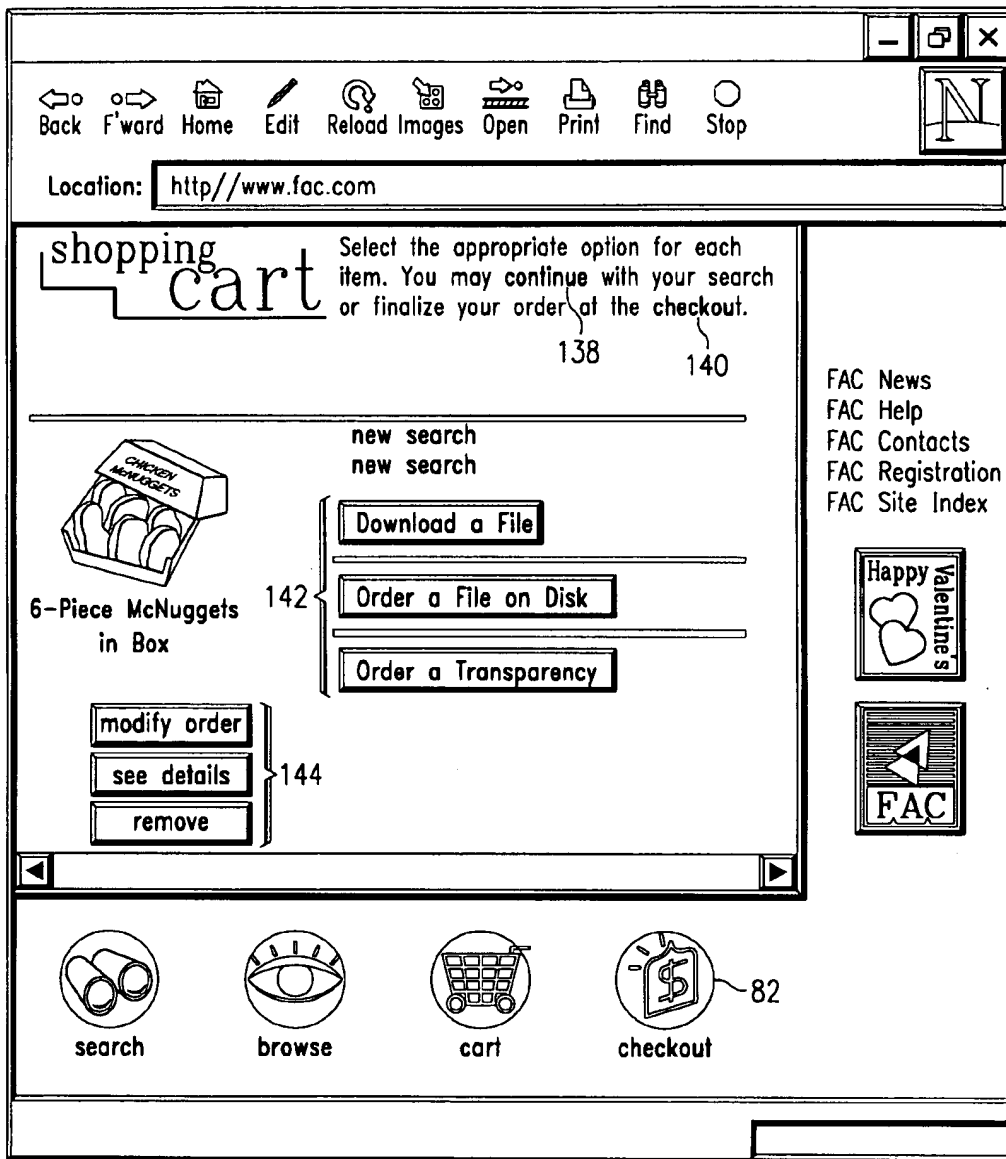 Back F'ward Home Edit Reload Images Open Print Find Stop
N
Location: http//www.fac.com
shopping
cart
Select the appropriate option for each
item. You may continue with your search
or finalize your order at the checkout.
138
140
new search
new search
CHICKEN
McNUGGETS
6-Piece McNuggets
in Box
142
Download a File
Order a File on Disk
Order a Transparency
modify order
see details
remove
144
FAC News
FAC Help
FAC Contacts
FAC Registration
FAC Site Index
Happy
Valentine's
FAC
$
82
search browse cart checkout